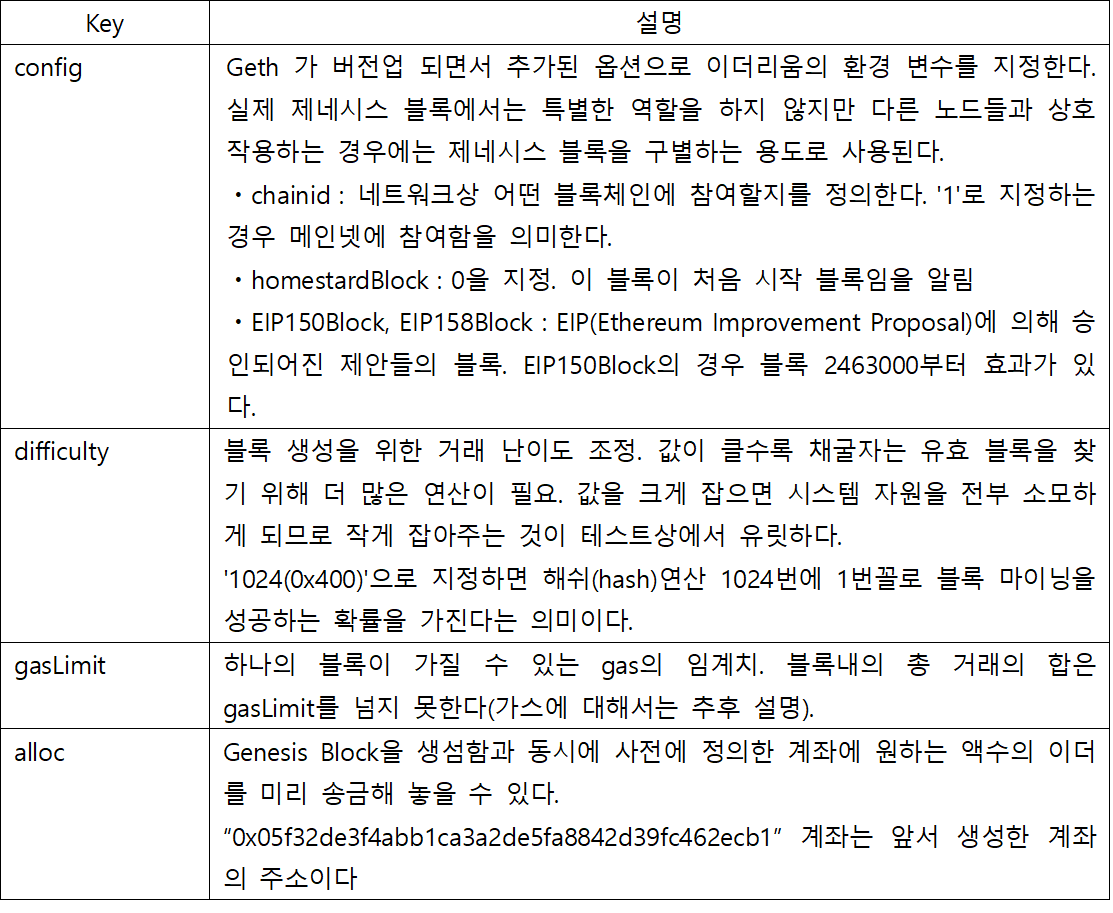 Key 설명
config Geth 가 버전업 되면서 추가된 옵션으로 이더리움의 환경 변수를 지정한다.
실제 제네시스 블록에서는 특별한 역할을 하지 않지만 다른 노드들과 상호
작용하는 경우에는 제네시스 블록을 구별하는 용도로 사용된다.
・chainid : 네트워크상 어떤 블록체인에 참여할지를 정의한다. '1'로 지정하는
경우 메인넷에 참여함을 의미한다.
・homestardBlock : 0을 지정. 이 블록이 처음 시작 블록임을 알림
・EIP150Block, EIP158Block : EIP(Ethereum Improvement Proposal)에 의해 승
인되어진 제안들의 블록. EIP150Block의 경우 블록 2463000부터 효과가 있
다.
difficulty 블록 생성을 위한 거래 난이도 조정. 값이 클수록 채굴자는 유효 블록을 찾
기 위해 더 많은 연산이 필요. 값을 크게 잡으면 시스템 자원을 전부 소모하
게 되므로 작게 잡아주는 것이 테스트상에서 유릿하다.
'1024(0x400)'으로 지정하면 해쉬(hash)연산 1024번에 1번꼴로 블록 마이닝을
성공하는 확률을 가진다는 의미이다.
gasLimit 하나의 블록이 가질 수 있는 gas의 임계치. 블록내의 총 거래의 합은
gasLimit를 넘지 못한다(가스에 대해서는 추후 설명).
alloc Genesis Block을 생섬함과 동시에 사전에 정의한 계좌에 원하는 액수의 이더
를 미리 송금해 놓을 수 있다.
“0x05f32de3f4abb1ca3a2de5fa8842d39fc462ecb1” 계좌는 앞서 생성한 계좌
의 주소이다